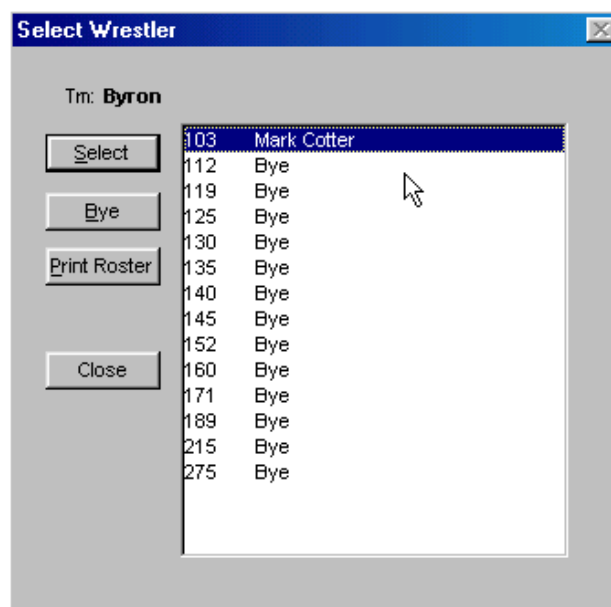 Select Wrestler
Tm: Byron
Select
Bye
Print Roster
Close
103 Mark Cotter
112 Bye
119 Bye
125 Bye
130 Bye
135 Bye
140 Bye
145 Bye
152 Bye
160 Bye
171 Bye
189 Bye
215 Bye
275 Bye